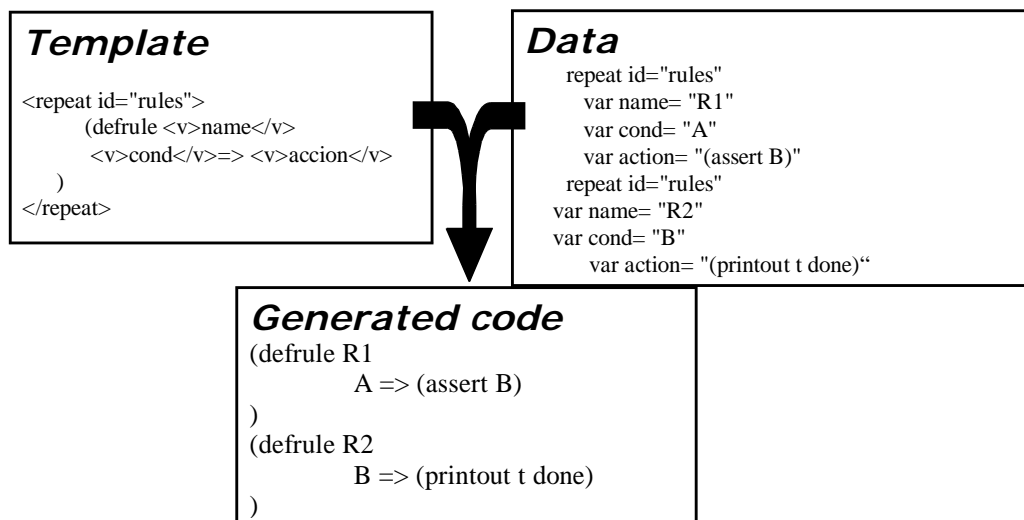 Template
<repeat id="rules">
(defrule <v>name</v>
<v>cond</v>=> <v>accion</v>
)
</repeat>
Data
repeat id="rules"
var name= "R1"
var cond= "A"
var action= "(assert B)"
repeat id="rules"
var name= "R2"
var cond= "B"
var action= "(printout t done)“
Generated code
(defrule R1
A => (assert B)
)
(defrule R2
B => (printout t done)
)